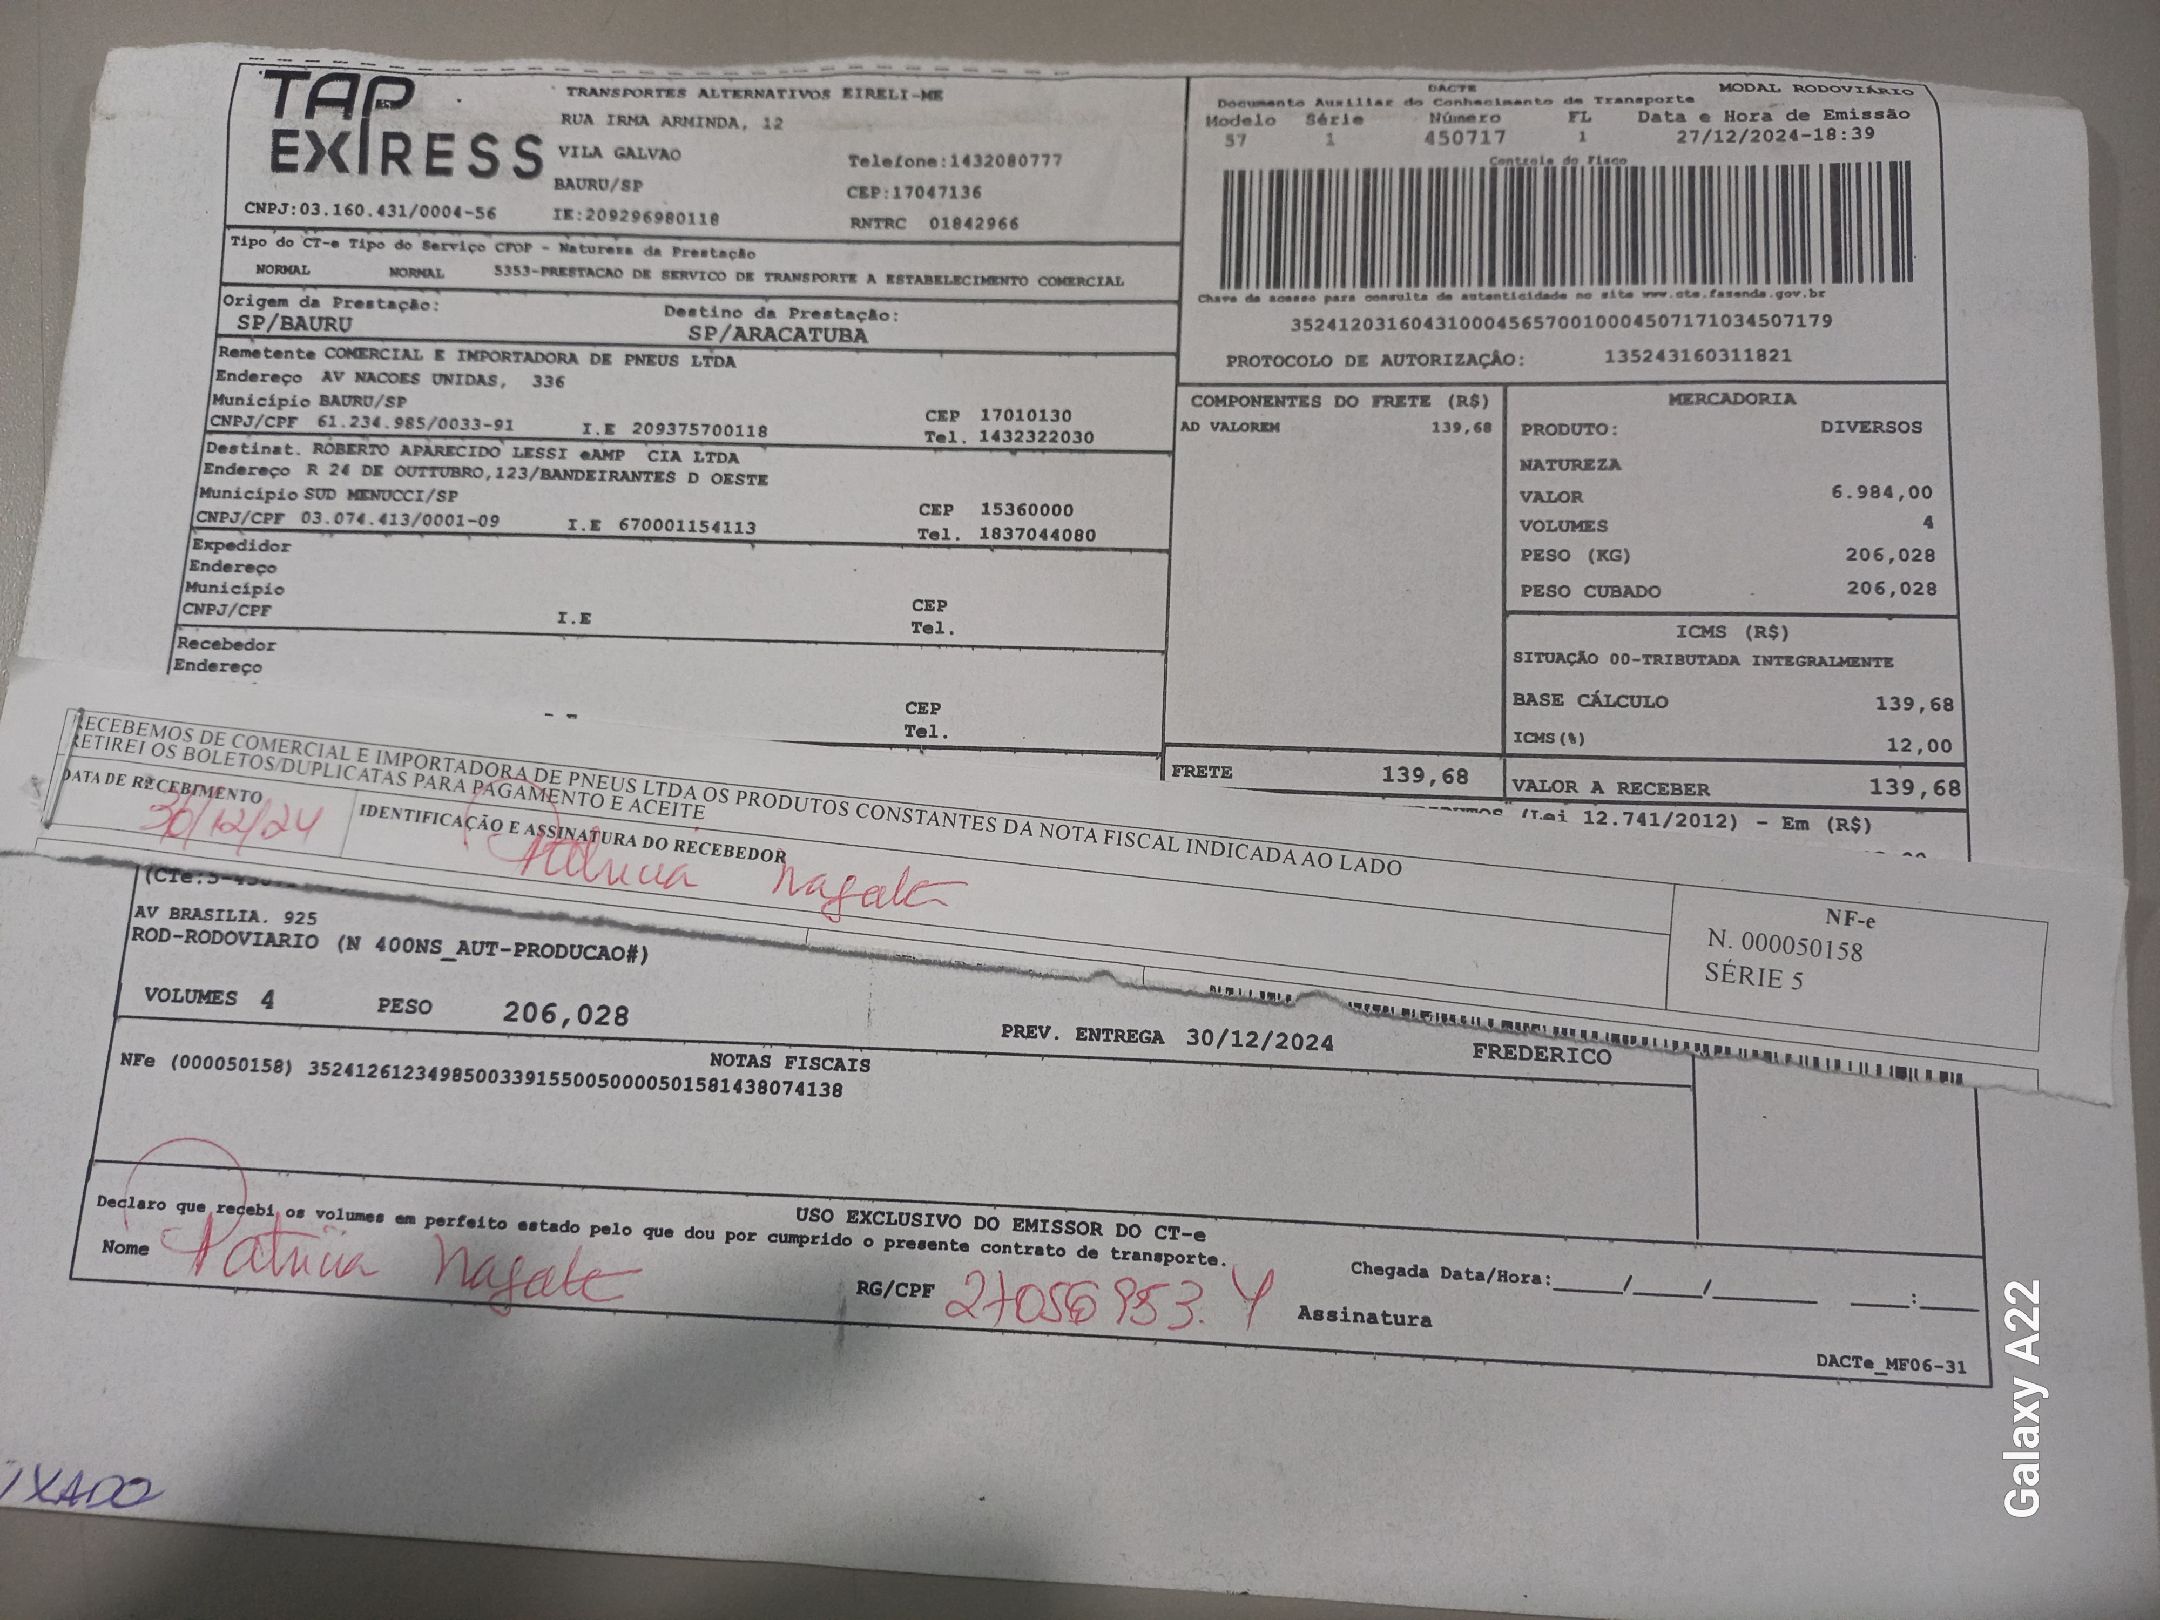 TAP EXPRESS
TRANSPORTES ALTERNATIVOS EIRELI-ME
RUA IRMA ARMINDA, 12
VILA GALVAO
Telefone:1432080777
BAURU/SP
CEP:17047136
CNPJ:03.160.431/0004-56
IE:209296980118
RNTRC 01842966
DACTE
MODAL RODOVIÁRIO
Documento Auxiliar do Conhecimento de Transporte
Modelo Série Número FL Data e Hora de Emissão
57 1 450717 1 27/12/2024-18:39
Controle do Fisco
Chave de acesso para consulta de autenticidade no site www.cte.fazenda.gov.br
35241203160431000456570010004507171034507179
PROTOCOLO DE AUTORIZAÇÃO: 135243160311821
Tipo do CT-e Tipo do Serviço CFOP - Natureza da Prestação
NORMAL NORMAL 5353-PRESTACAO DE SERVICO DE TRANSPORTE A ESTABELECIMENTO COMERCIAL
Origem da Prestação: Destino da Prestação:
SP/BAURU SP/ARACATUBA
Remetente COMERCIAL E IMPORTADORA DE PNEUS LTDA
Endereço AV NACOES UNIDAS, 336
Município BAURU/SP CEP 17010130
CNPJ/CPF 61.234.985/0033-91 I.E 209375700118 Tel. 1432322030
Destinat. ROBERTO APARECIDO LESSI eAMP CIA LTDA
Endereço R 24 DE OUTTUBRO,123/BANDEIRANTES D OESTE
Município SUD MENUCCI/SP CEP 15360000
CNPJ/CPF 03.074.413/0001-09 I.E 670001154113 Tel. 1837044080
Expedidor
Endereço
Município CEP
CNPJ/CPF I.E Tel.
Recebedor
Endereço
CEP
Tel.
COMPONENTES DO FRETE (R$)
AD VALOREM 139,68
FRETE 139,68
MERCADORIA
PRODUTO: DIVERSOS
NATUREZA
VALOR 6.984,00
VOLUMES 4
PESO (KG) 206,028
PESO CUBADO 206,028
ICMS (R$)
SITUAÇÃO 00-TRIBUTADA INTEGRALMENTE
BASE CÁLCULO 139,68
ICMS(%) 12,00
VALOR A RECEBER 139,68
(Lei 12.741/2012) - Em (R$)
RECEBEMOS DE COMERCIAL E IMPORTADORA DE PNEUS LTDA OS PRODUTOS CONSTANTES DA NOTA FISCAL INDICADA AO LADO
RETIREI OS BOLETOS/DUPLICATAS PARA PAGAMENTO E ACEITE
DATA DE RECEBIMENTO
30/12/24
IDENTIFICAÇÃO E ASSINATURA DO RECEBEDOR
Patricia Nagate
NF-e
N. 000050158
SÉRIE 5
AV BRASILIA. 925
ROD-RODOVIARIO (N 400NS_AUT-PRODUCAO#)
VOLUMES 4 PESO 206,028 PREV. ENTREGA 30/12/2024 FREDERICO
NOTAS FISCAIS
NFe (000050158) 35241261234985003391550050000501581438074138
USO EXCLUSIVO DO EMISSOR DO CT-e
Declaro que recebi os volumes em perfeito estado pelo que dou por cumprido o presente contrato de transporte.
Nome Patricia Nagate RG/CPF 27056953.4 Assinatura
Chegada Data/Hora:____/____/____ ___:___
DACTe_MF06-31
IXADO
Galaxy A22